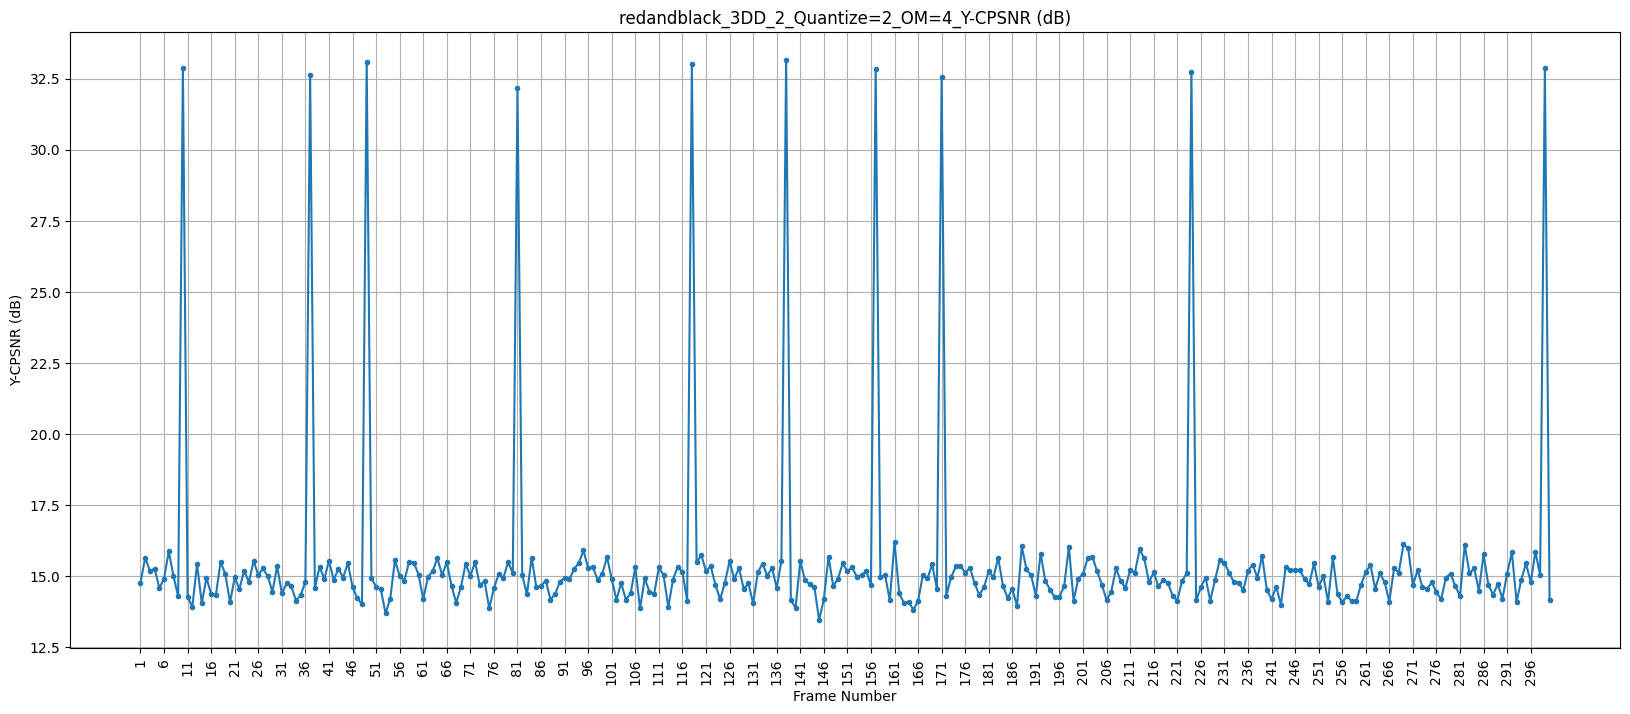 redandblack_3DD_2_Quantize=2_OM=4_Y-CPSNR (dB)
Y-CPSNR (dB)
32.5
30.0
27.5
25.0
22.5
20.0
17.5
15.0
12.5
1 6 11 16 21 26 31 36 41 46 51 56 61 66 71 76 81 86 91 96 101 106 111 116 121 126 131 136 141 146 151 156 161 166 171 176 181 186 191 196 201 206 211 216 221 226 231 236 241 246 251 256 261 266 271 276 281 286 291 296
Frame Number